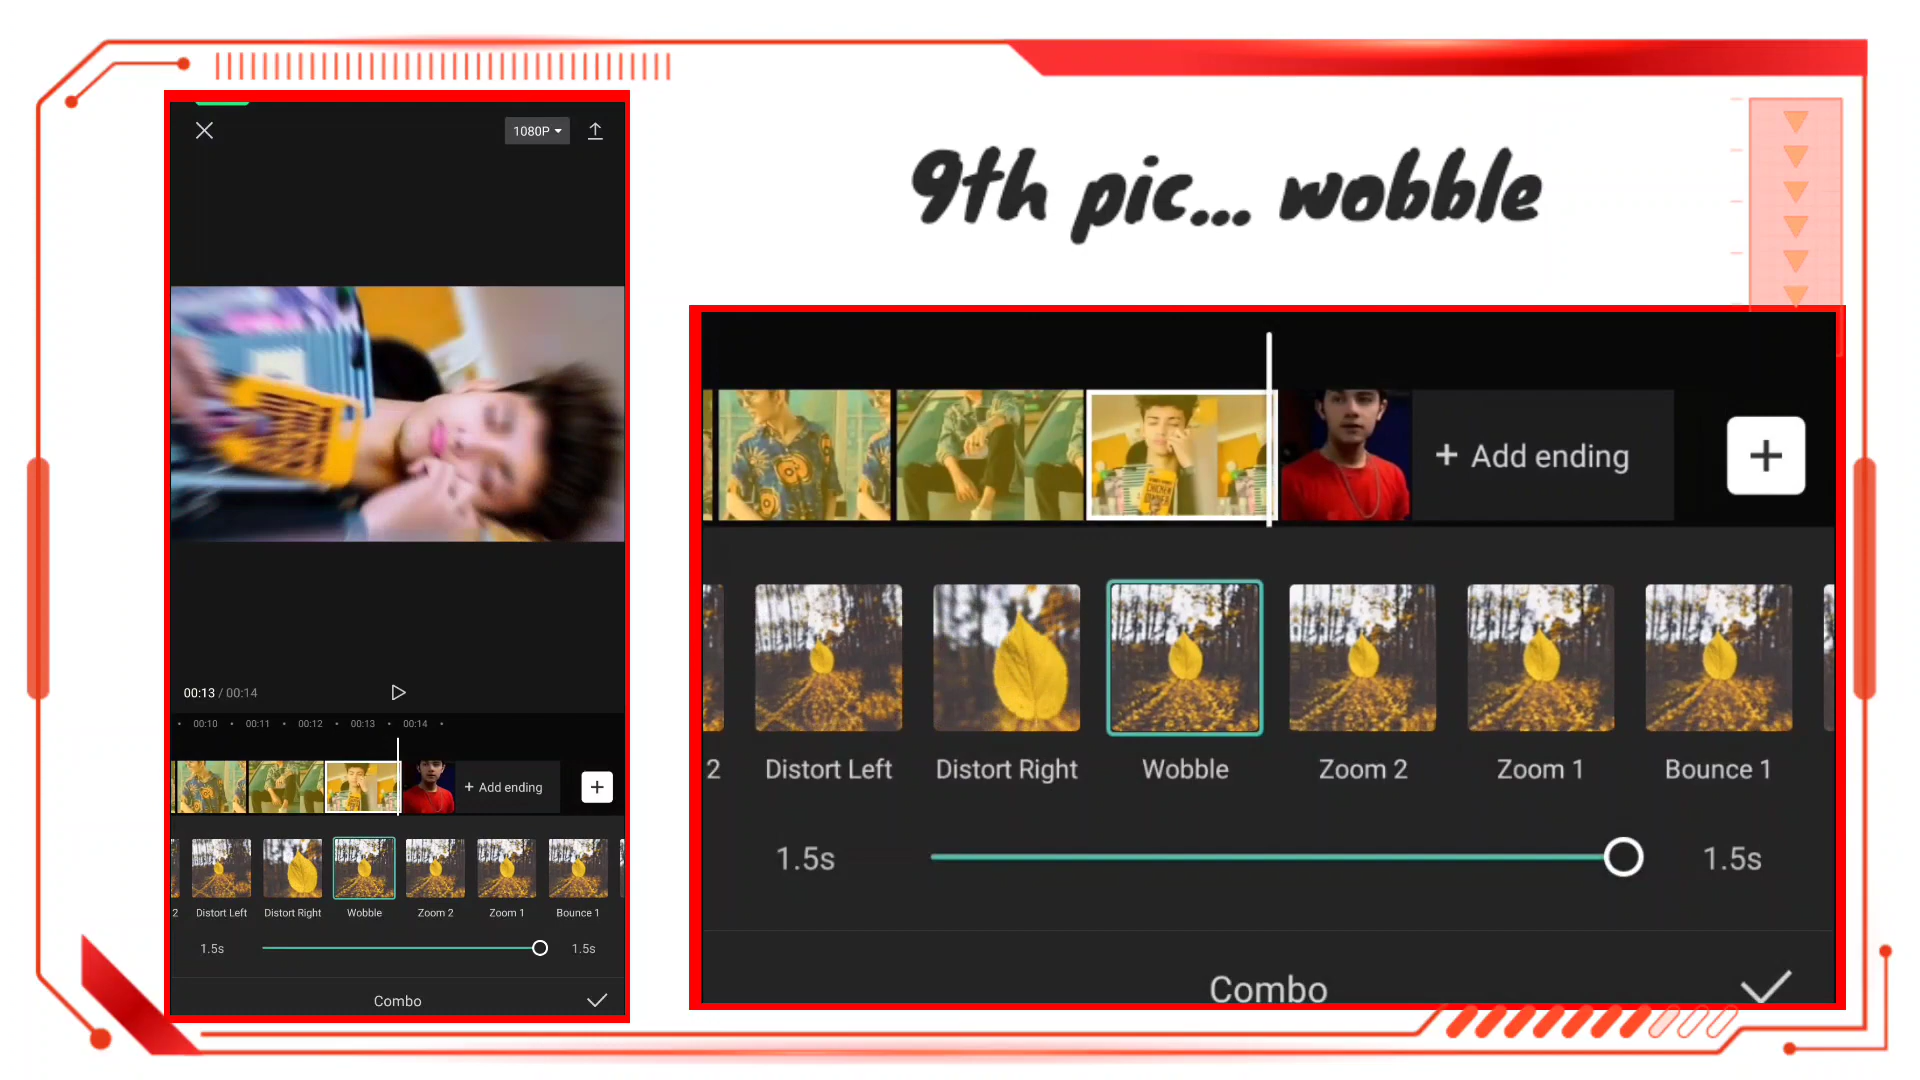 1080P
9th pic... wobble
00:13 / 00:14
00:10 00:11 00:12 00:13 00:14
+ Add ending
+
2 Distort Left Distort Right Wobble Zoom 2 Zoom 1 Bounce 1
1.5s 1.5s
Combo
+ Add ending
+
CHICKEN
2 Distort Left Distort Right Wobble Zoom 2 Zoom 1 Bounce 1
1.5s 1.5s
Combo